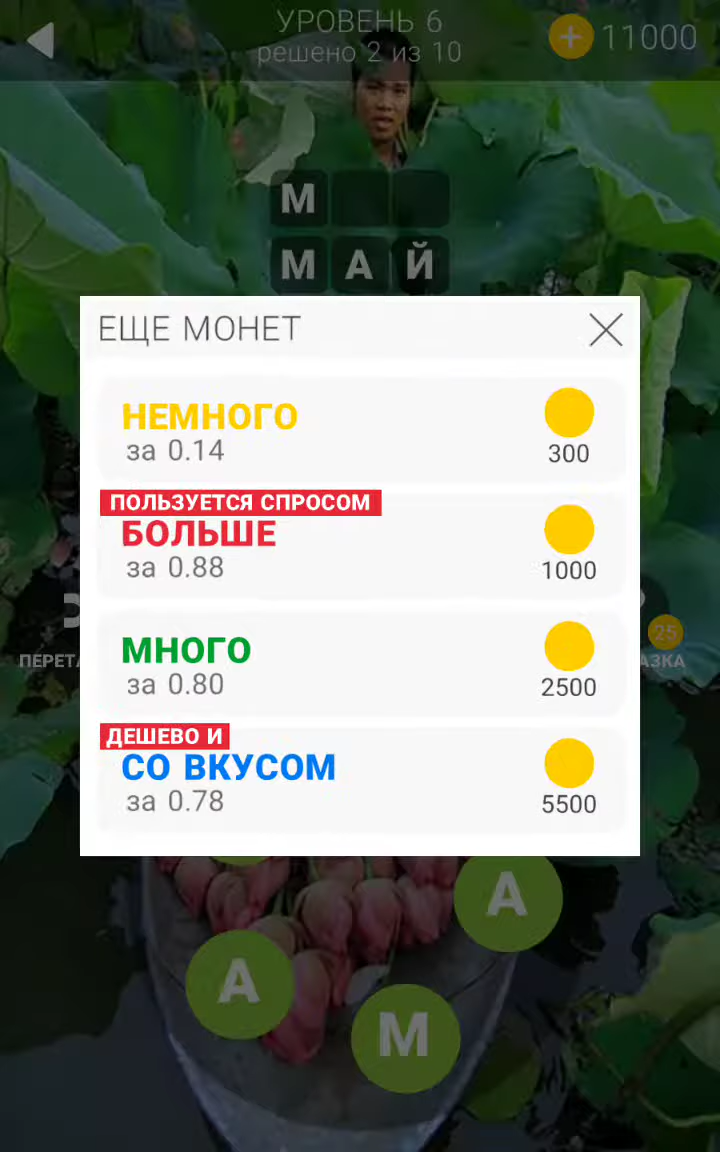 УРОВЕНЬ 6
решено 2 из 10
11000
М
МАЙ
ЕЩЕ МОНЕТ
НЕМНОГО
за 0.14
300
ПОЛЬЗУЕТСЯ СПРОСОМ
БОЛЬШЕ
за 0.88
1000
МНОГО
за 0.80
2500
25
ДЕШЕВО И
СО ВКУСОМ
за 0.78
5500
А
А
М